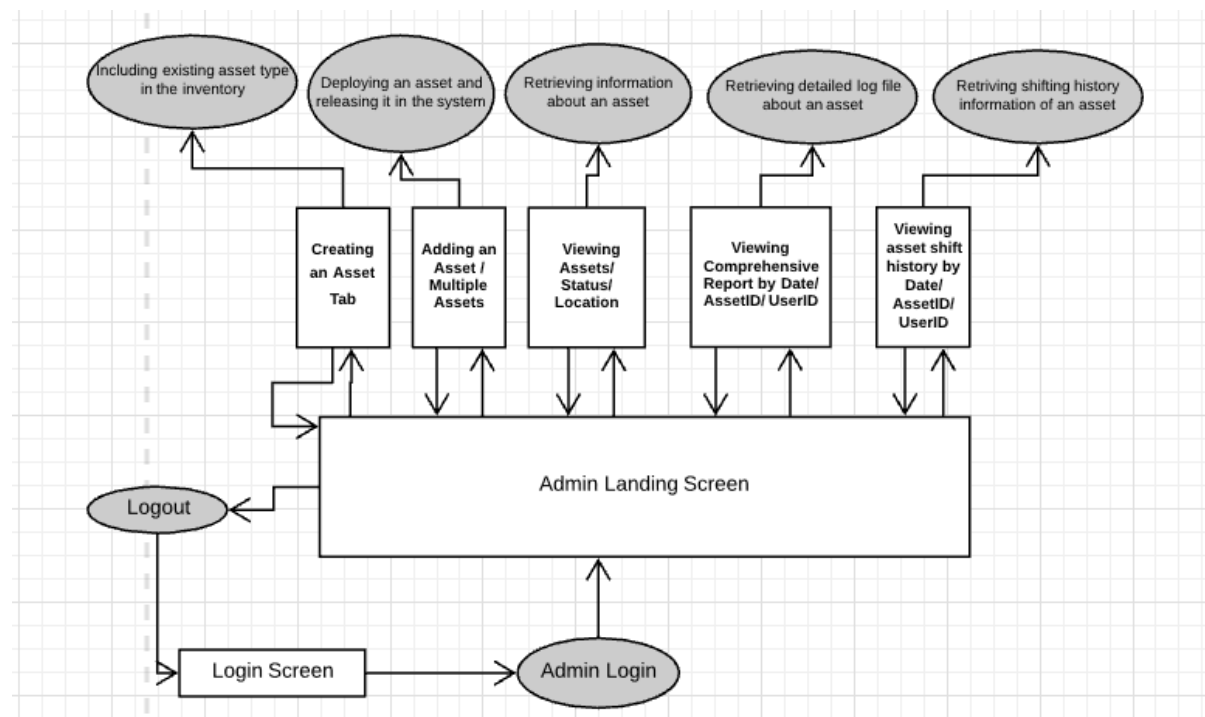 Including existing asset type
in the inventory
Deploying an asset and
releasing it in the system
Retrieving information
about an asset
Retrieving detailed log file
about an asset
Retriving shifting history
information of an asset
Creating
an Asset
Tab
Adding an
Asset /
Multiple
Assets
Viewing
Assets/
Status/
Location
Viewing
Comprehensive
Report by Date/
AssetID/ UserID
Viewing
asset shift
history by
Date/
AssetID/
UserID
Admin Landing Screen
Logout
Login Screen
Admin Login